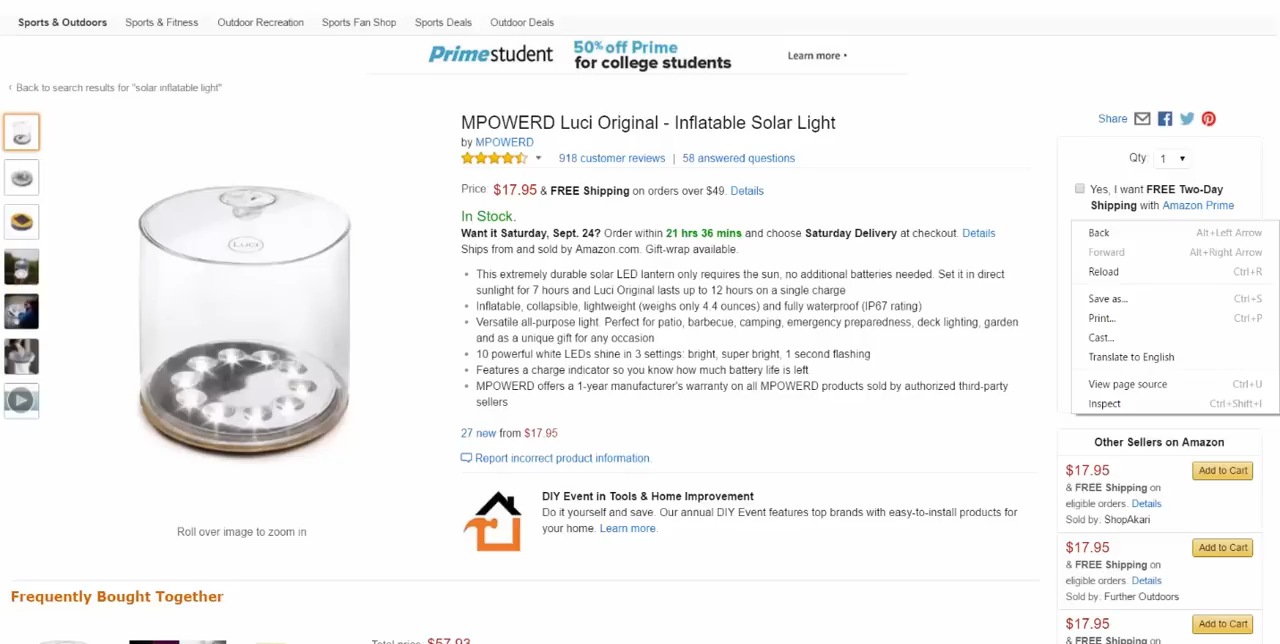 Sports & Outdoors Sports & Fitness Outdoor Recreation Sports Fan Shop Sports Deals Outdoor Deals
Prime student 50% off Prime for college students Learn more
‹ Back to search results for "solar inflatable light"
MPOWERD Luci Original - Inflatable Solar Light
by MPOWERD
918 customer reviews | 58 answered questions
Price: $17.95 & FREE Shipping on orders over $49. Details
In Stock.
Want it Saturday, Sept. 24? Order within 21 hrs 36 mins and choose Saturday Delivery at checkout. Details
Ships from and sold by Amazon.com. Gift-wrap available.
• This extremely durable solar LED lantern only requires the sun, no additional batteries needed. Set it in direct
sunlight for 7 hours and Luci Original lasts up to 12 hours on a single charge
• Inflatable, collapsible, lightweight (weighs only 4.4 ounces) and fully waterproof (IP67 rating)
• Versatile all-purpose light. Perfect for patio, barbecue, camping, emergency preparedness, deck lighting, garden
and as a unique gift for any occasion
• 10 powerful white LEDs shine in 3 settings: bright, super bright, 1 second flashing
• Features a charge indicator so you know how much battery life is left
• MPOWERD offers a 1-year manufacturer's warranty on all MPOWERD products sold by authorized third-party
sellers
27 new from $17.95
Report incorrect product information.
DIY Event in Tools & Home Improvement
Do it yourself and save. Our annual DIY Event features top brands with easy-to-install products for
your home. Learn more.
Luci
Roll over image to zoom in
Share
Qty: 1
Yes, I want FREE Two-Day
Shipping with Amazon Prime
Back Alt+Left Arrow
Forward Alt+Right Arrow
Reload Ctrl+R
Save as... Ctrl+S
Print... Ctrl+P
Cast...
Translate to English
View page source Ctrl+U
Inspect Ctrl+Shift+I
Other Sellers on Amazon
$17.95 Add to Cart
& FREE Shipping on
eligible orders. Details
Sold by: ShopAkari
$17.95 Add to Cart
& FREE Shipping on
eligible orders. Details
Sold by: Further Outdoors
$17.95 Add to Cart
& FREE Shipping on
Frequently Bought Together
Total price: $57.93